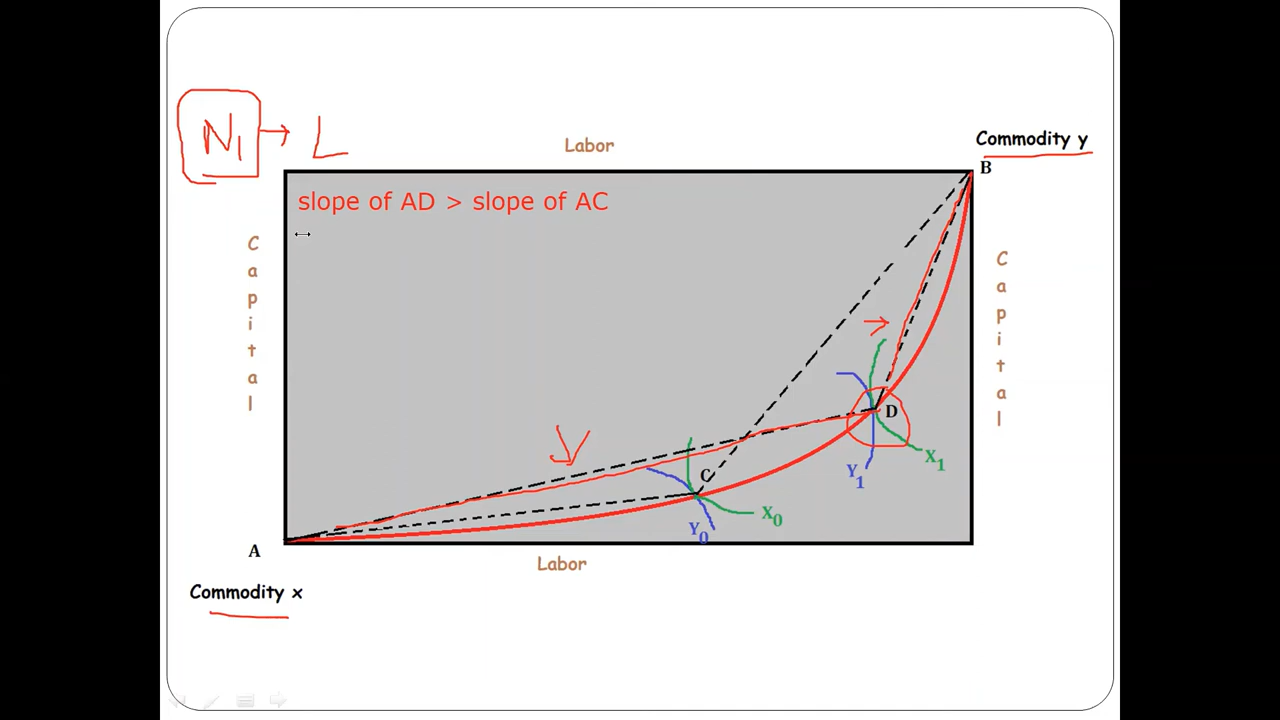 N1 → L
Labor
Commodity y
B
slope of AD > slope of AC
Capital
Capital
D
X1
Y1
C
X0
Y0
A
Labor
Commodity x